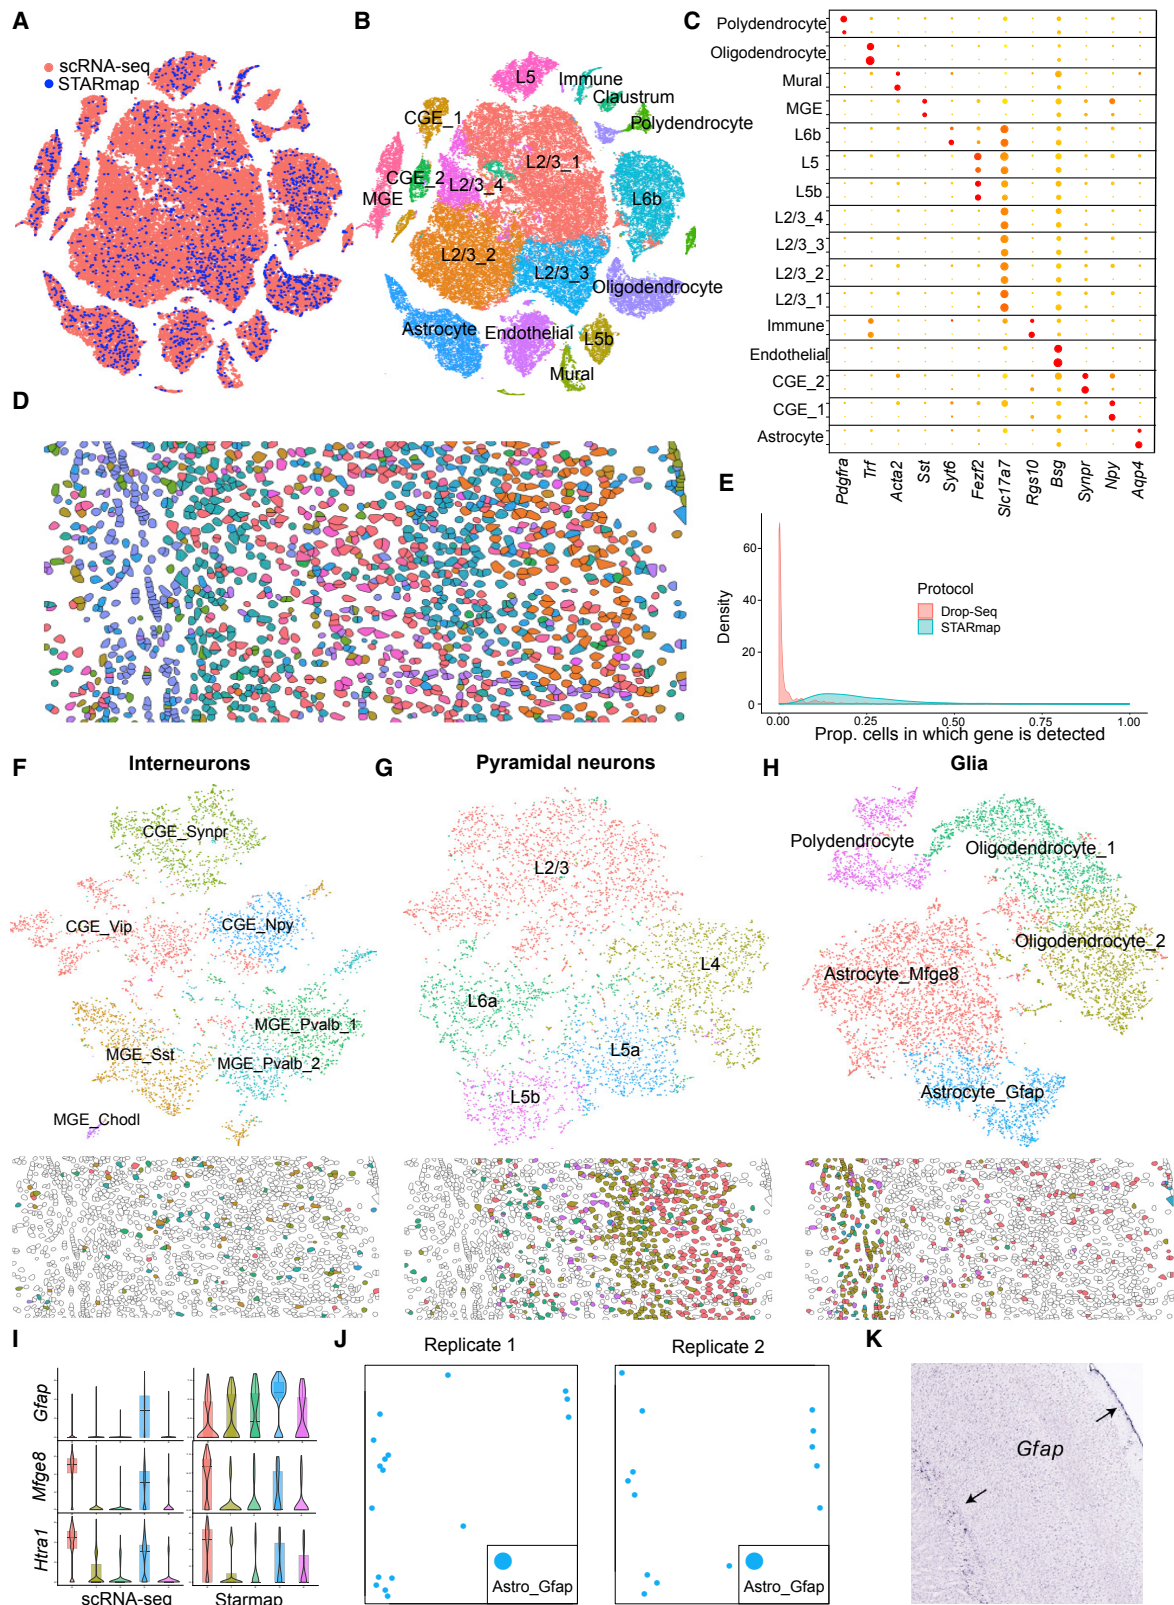 A
scRNA-seq
STARmap
B
L5
Immune
Claustrum
CGE_1
Polydendrocyte
L2/3_1
CGE_2
L2/3_4
MGE
L6b
L2/3_2
L2/3_3
Oligodendrocyte
Astrocyte
Endothelial
L5b
Mural
C
Polydendrocyte
Oligodendrocyte
Mural
MGE
L6b
L5
L5b
L2/3_4
L2/3_3
L2/3_2
L2/3_1
Immune
Endothelial
CGE_2
CGE_1
Astrocyte
Pdgfra
Trf
Acta2
Sst
Syt6
Fezf2
Slc17a7
Rgs10
Bsg
Synpr
Npy
Aqp4
D
E
Density
60
40
20
0
0.00
0.25
0.50
0.75
1.00
Prop. cells in which gene is detected
Protocol
Drop-Seq
STARmap
F
Interneurons
CGE_Synpr
CGE_Vip
CGE_Npy
MGE_Pvalb_1
MGE_Sst
MGE_Pvalb_2
MGE_Chodl
G
Pyramidal neurons
L2/3
L4
L6a
L5a
L5b
H
Glia
Polydendrocyte
Oligodendrocyte_1
Oligodendrocyte_2
Astrocyte_Mfge8
Astrocyte_Gfap
I
Gfap
Mfge8
Htra1
scRNA-seq
Starmap
J
Replicate 1
Astro_Gfap
Replicate 2
Astro_Gfap
K
Gfap